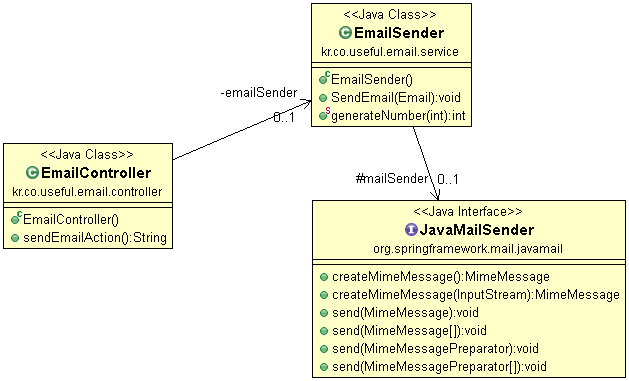 <<Java Class>>
EmailSender
kr.co.useful.email.service
EmailSender()
SendEmail(Email):void
generateNumber(int):int
-emailSender
0..1
<<Java Class>>
EmailController
kr.co.useful.email.controller
EmailController()
sendEmailAction():String
#mailSender
0..1
<<Java Interface>>
JavaMailSender
org.springframework.mail.javamail
createMimeMessage():MimeMessage
createMimeMessage(InputStream):MimeMessage
send(MimeMessage):void
send(MimeMessage[]):void
send(MimeMessagePreparator):void
send(MimeMessagePreparator[]):void